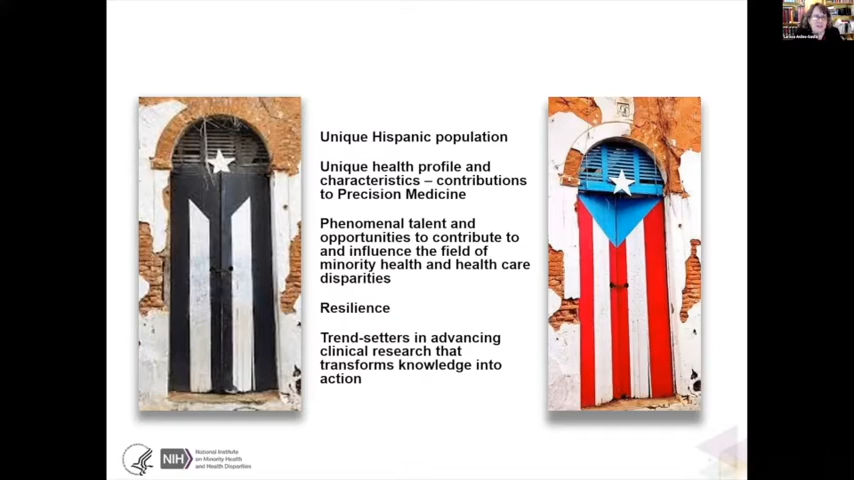 Unique Hispanic population
Unique health profile and
characteristics – contributions
to Precision Medicine
Phenomenal talent and
opportunities to contribute to
and influence the field of
minority health and health care
disparities
Resilience
Trend-setters in advancing
clinical research that
transforms knowledge into
action
NIH
National Institute
on Minority Health
and Health Disparities